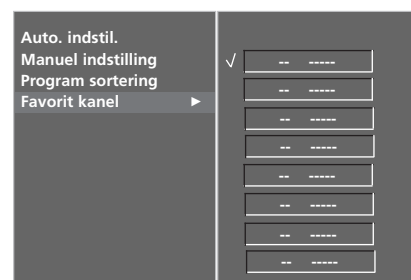 Auto. indstil.
Manuel indstilling
Program sortering
Favorit kanel ►
√ -- -----
-- -----
-- -----
-- -----
-- -----
-- -----
-- -----
-- -----